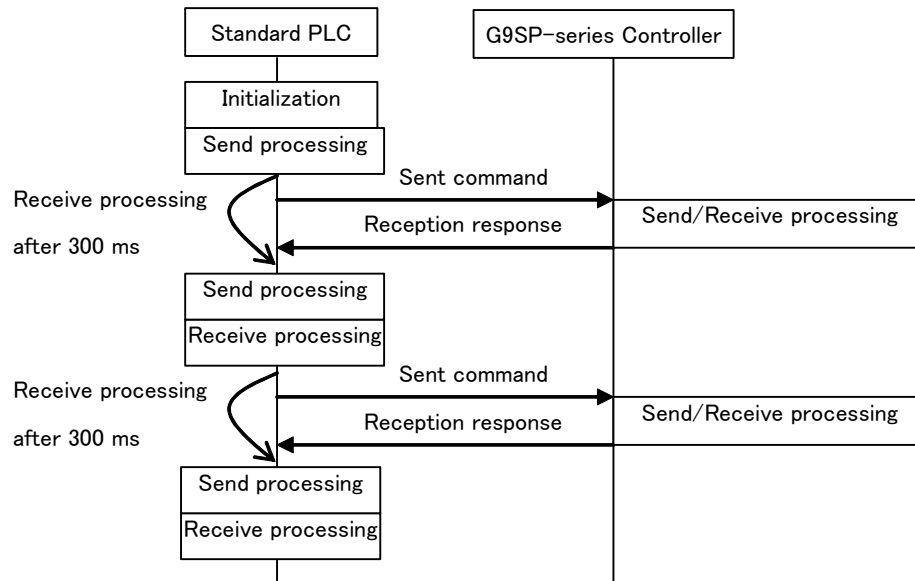 Standard PLC
G9SP-series Controller
Initialization
Send processing
Sent command
Receive processing
Send/Receive processing
Reception response
after 300 ms
Send processing
Receive processing
Sent command
Receive processing
Send/Receive processing
Reception response
after 300 ms
Send processing
Receive processing